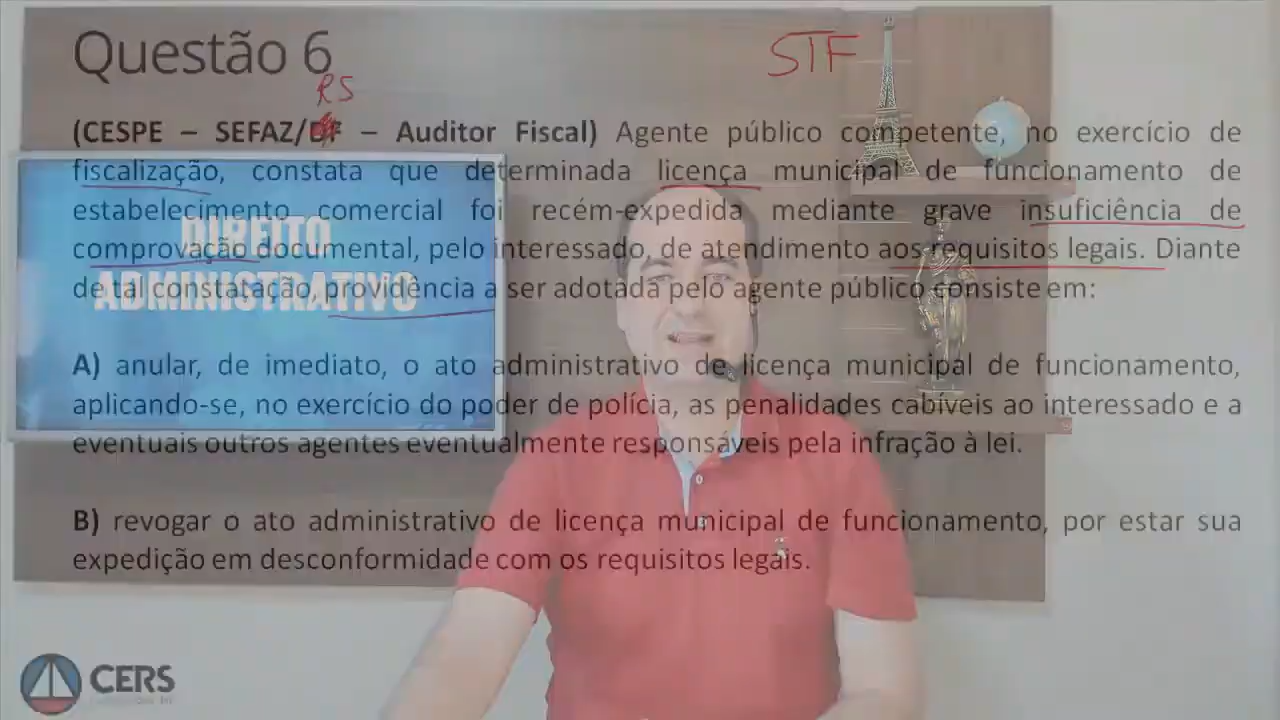 Questão 6
STF
RS
(CESPE – SEFAZ/ – Auditor Fiscal) Agente público competente, no exercício de
fiscalização, constata que determinada licença municipal de funcionamento de
estabelecimento comercial foi recém-expedida mediante grave insuficiência de
comprovação documental, pelo interessado, de atendimento aos requisitos legais. Diante
de tal constatação, providência a ser adotada pelo agente público consiste em:
DIREITO
ADMINISTRATIVO
A) anular, de imediato, o ato administrativo de licença municipal de funcionamento,
aplicando-se, no exercício do poder de polícia, as penalidades cabíveis ao interessado e a
eventuais outros agentes eventualmente responsáveis pela infração à lei.
B) revogar o ato administrativo de licença municipal de funcionamento, por estar sua
expedição em desconformidade com os requisitos legais.
CERS